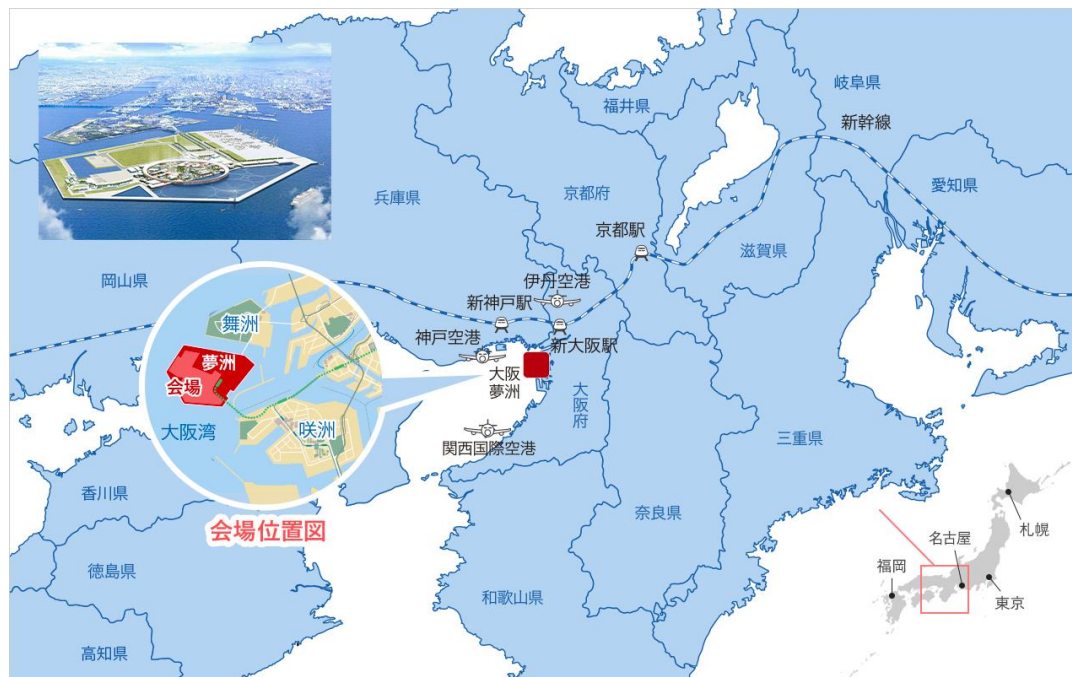 福井県
岐阜県
新幹線
兵庫県
京都府
愛知県
京都駅
滋賀県
岡山県
伊丹空港
新神戸駅
舞洲
神戸空港
新大阪駅
夢洲
会場
大阪
夢洲
大阪府
大阪湾
咲洲
関西国際空港
三重県
香川県
会場位置図
奈良県
札幌
名古屋
福岡
徳島県
和歌山県
東京
高知県